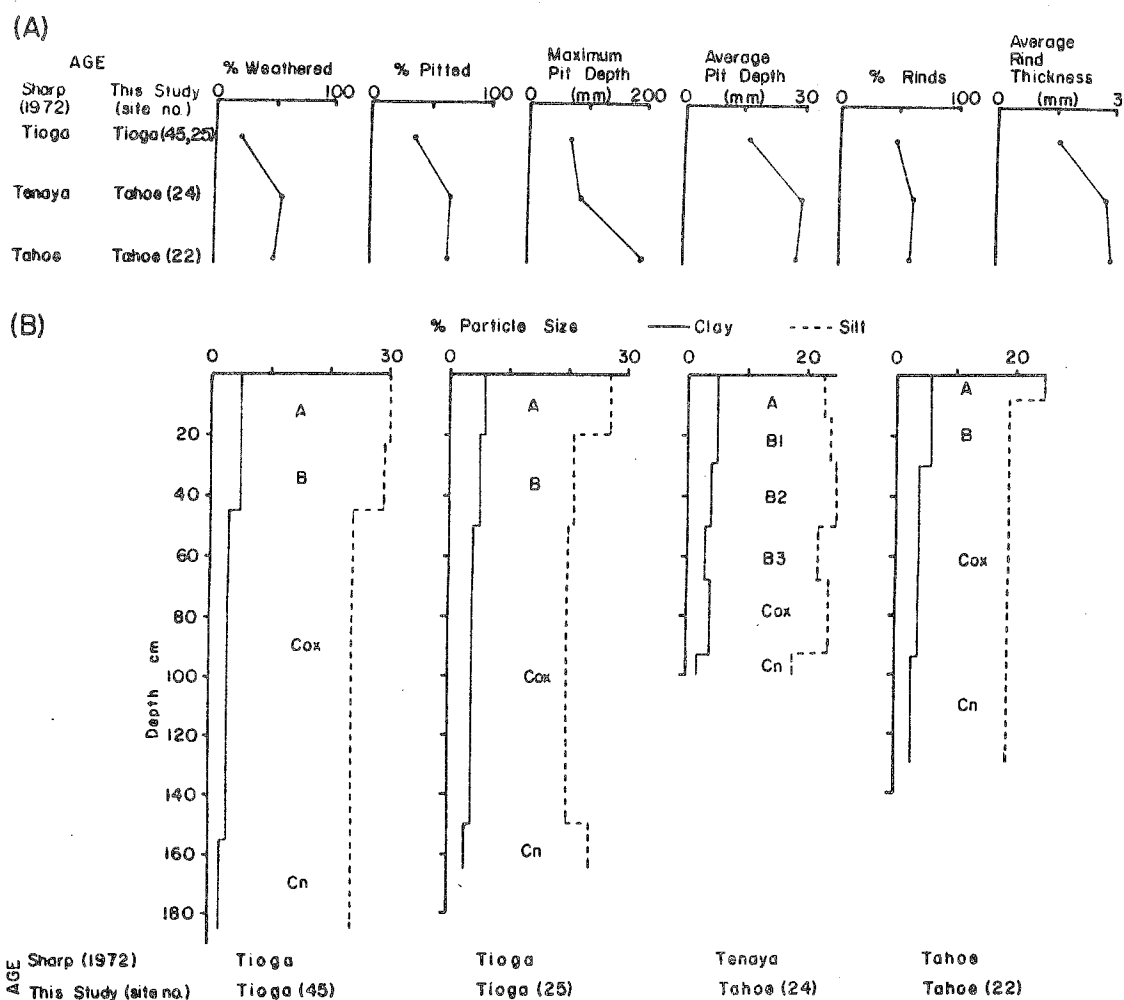 (A)
AGE
Sharp (1972)
This Study (site no.)
% Weathered
0 100
% Pitted
0 100
Maximum Pit Depth (mm)
0 200
Average Pit Depth (mm)
0 30
% Rinds
0 100
Average Rind Thickness (mm)
0 3
Tioga Tioga (45,25)
Tenaya Tahoe (24)
Tahoe Tahoe (22)
(B)
% Particle Size Clay Silt
0 30
0 30
0 20
0 20
Depth cm
20
40
60
80
100
120
140
160
180
A
B
Cox
Cn
A
B
Cox
Cn
A
B1
B2
B3
Cox
Cn
A
B
Cox
Cn
AGE
Sharp (1972) Tioga Tioga Tenaya Tahoe
This Study (site no.) Tioga (45) Tioga (25) Tahoe (24) Tahoe (22)